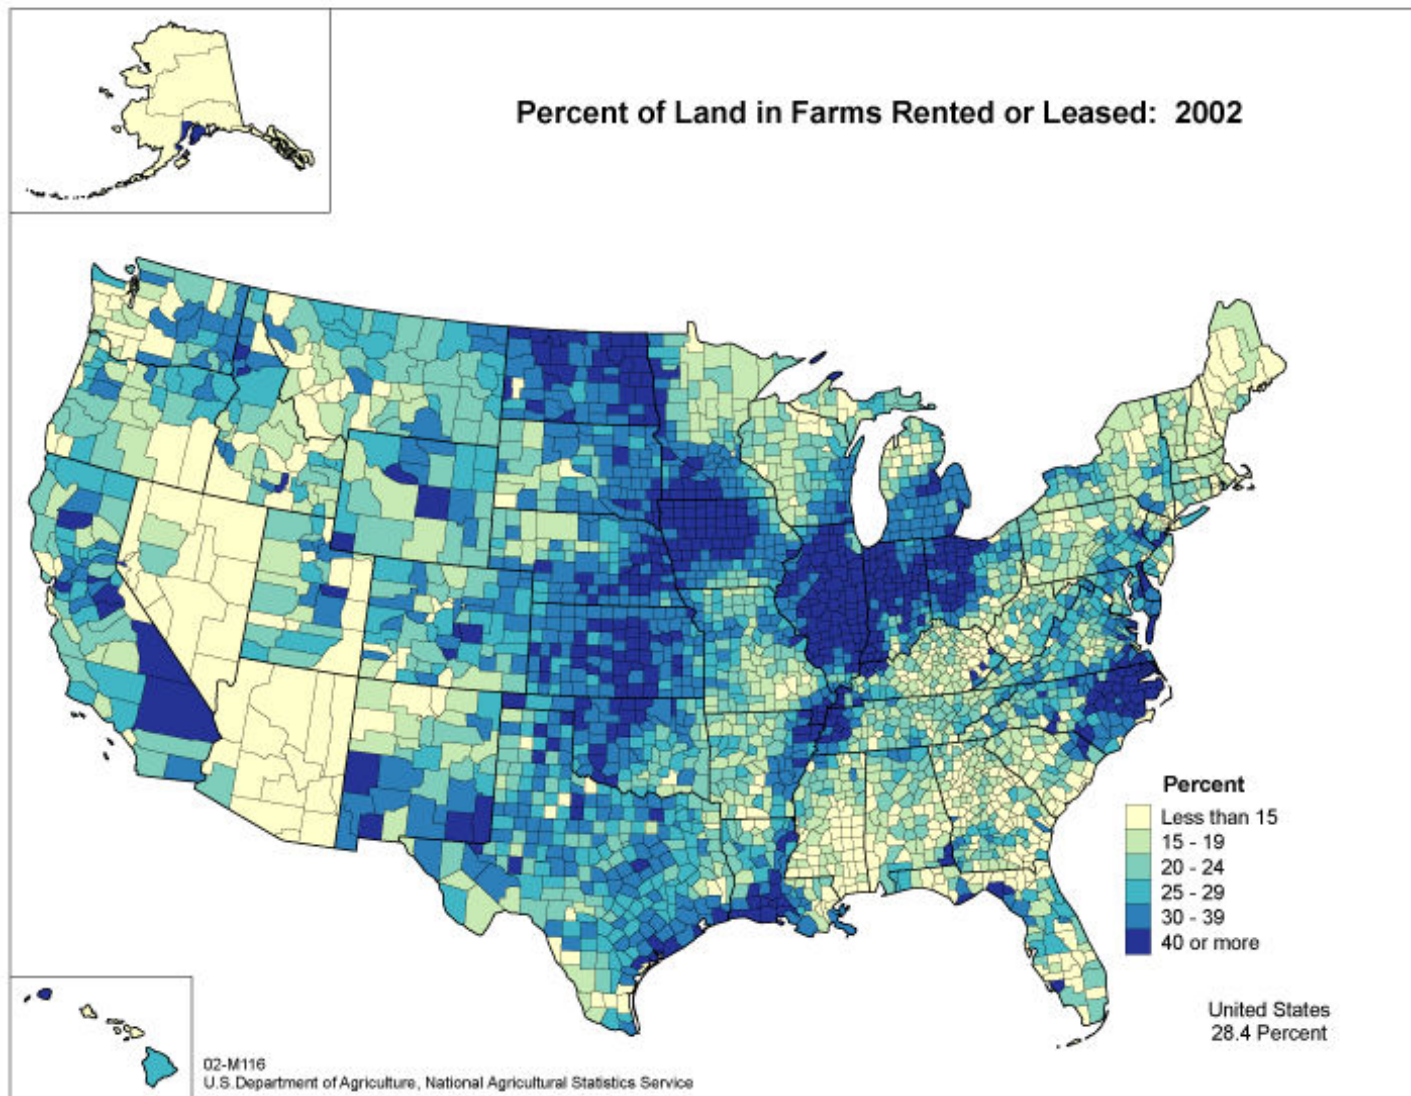 Percent of Land in Farms Rented or Leased: 2002
Percent
Less than 15
15 - 19
20 - 24
25 - 29
30 - 39
40 or more
United States
28.4 Percent
02-M116
U.S.Department of Agriculture, National Agricultural Statistics Service